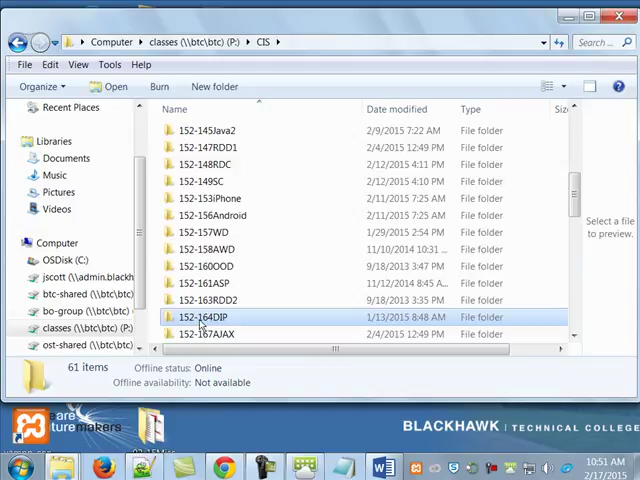 Computer ▸ classes (\\btc\btc) (P:) ▸ CIS ▸
Search ...
File Edit View Tools Help
Organize Open Burn New folder
Name Date modified Type Size
Recent Places
Libraries
Documents
Music
Pictures
Videos
Computer
OSDisk (C:)
jscott (\\admin.blackh
btc-shared (\\btc\bt
bo-group (\\btc\btc
classes (\\btc\btc) (P:)
ost-shared (\\btc\bt
152-145Java2 2/9/2015 7:22 AM File folder
152-147RDD1 2/4/2015 12:49 PM File folder
152-148RDC 2/12/2015 4:11 PM File folder
152-149SC 2/12/2015 4:10 PM File folder
152-153iPhone 2/11/2015 7:25 AM File folder
152-156Android 2/11/2015 7:25 AM File folder
152-157WD 1/29/2015 2:54 PM File folder
152-158AWD 11/10/2014 10:31 ... File folder
152-160OOD 9/18/2013 3:47 PM File folder
152-161ASP 11/12/2014 8:45 A... File folder
152-163RDD2 9/18/2013 3:35 PM File folder
152-164DIP 1/13/2015 8:48 AM File folder
152-167AJAX 2/4/2015 12:49 PM File folder
Select a file
to preview.
61 items
Offline status: Online
Offline availability: Not available
BLACKHAWK | TECHNICAL COLLEGE
10:51 AM
2/17/2015